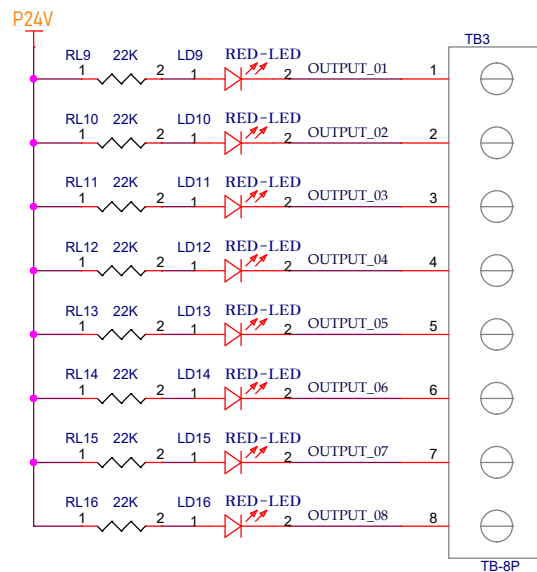 P24V
TB3
RL9 22K LD9 RED-LED
1 2 1 2 OUTPUT_01 1
RL10 22K LD10 RED-LED
1 2 1 2 OUTPUT_02 2
RL11 22K LD11 RED-LED
1 2 1 2 OUTPUT_03 3
RL12 22K LD12 RED-LED
1 2 1 2 OUTPUT_04 4
RL13 22K LD13 RED-LED
1 2 1 2 OUTPUT_05 5
RL14 22K LD14 RED-LED
1 2 1 2 OUTPUT_06 6
RL15 22K LD15 RED-LED
1 2 1 2 OUTPUT_07 7
RL16 22K LD16 RED-LED
1 2 1 2 OUTPUT_08 8
TB-8P